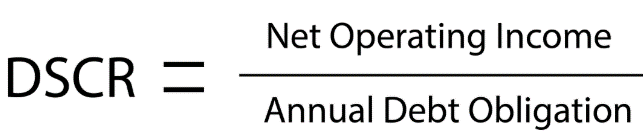 Net Operating Income
DSCR =
Annual Debt Obligation